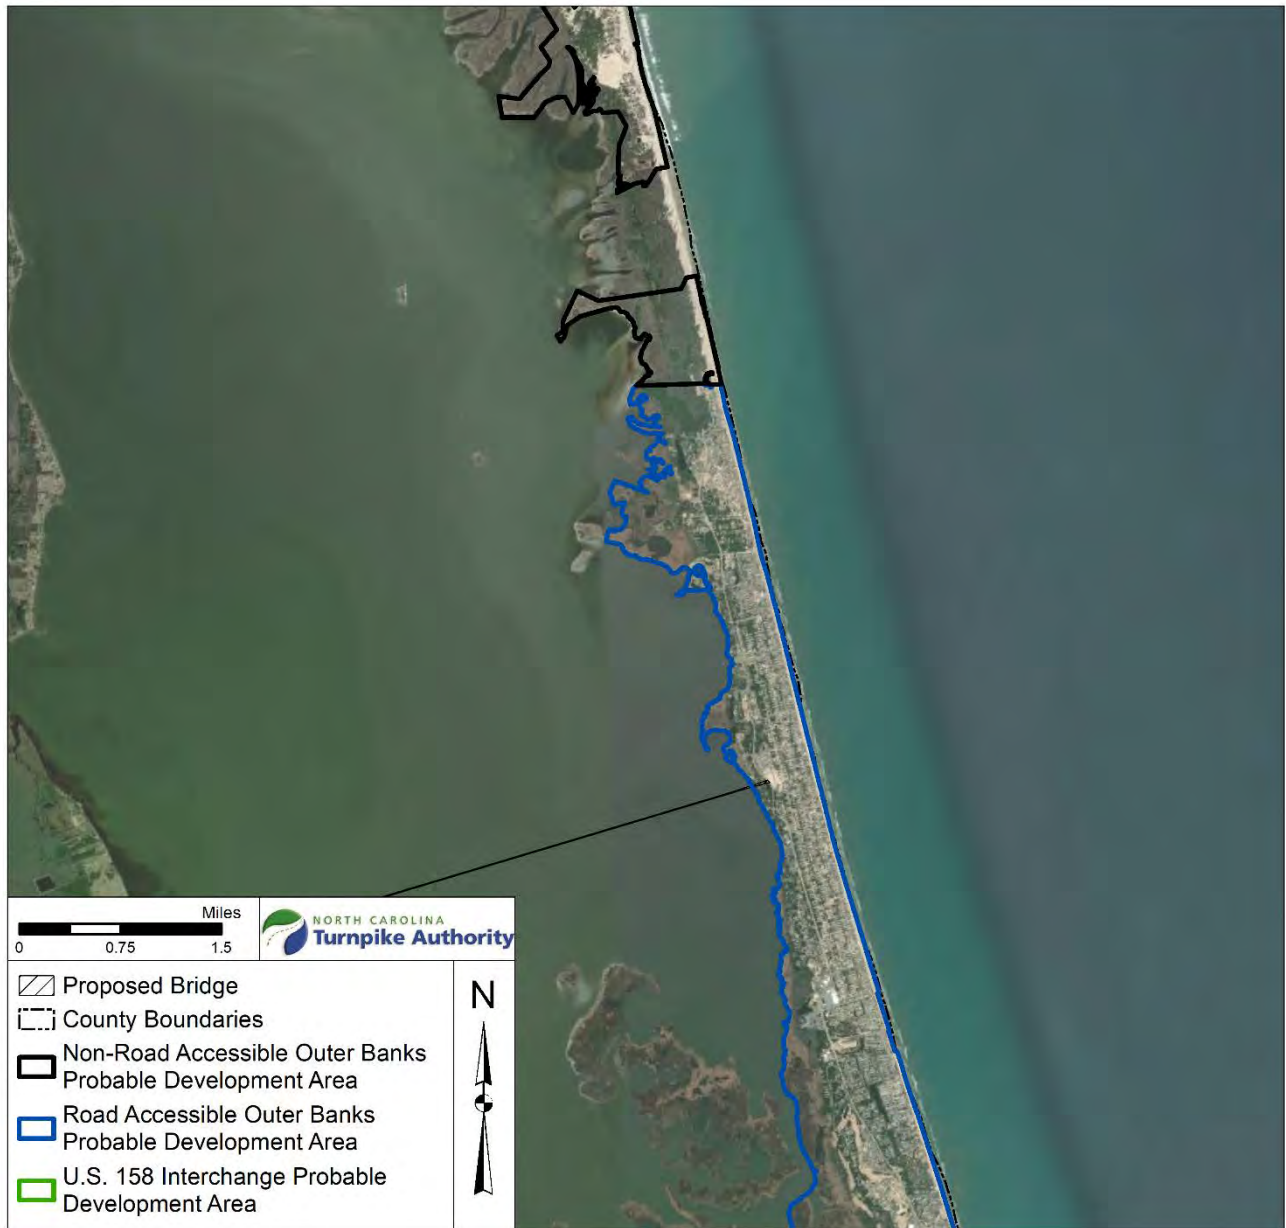 Miles
0 0.75 1.5
NORTH CAROLINA
Turnpike Authority
Proposed Bridge
County Boundaries
Non-Road Accessible Outer Banks
Probable Development Area
Road Accessible Outer Banks
Probable Development Area
U.S. 158 Interchange Probable
Development Area
N